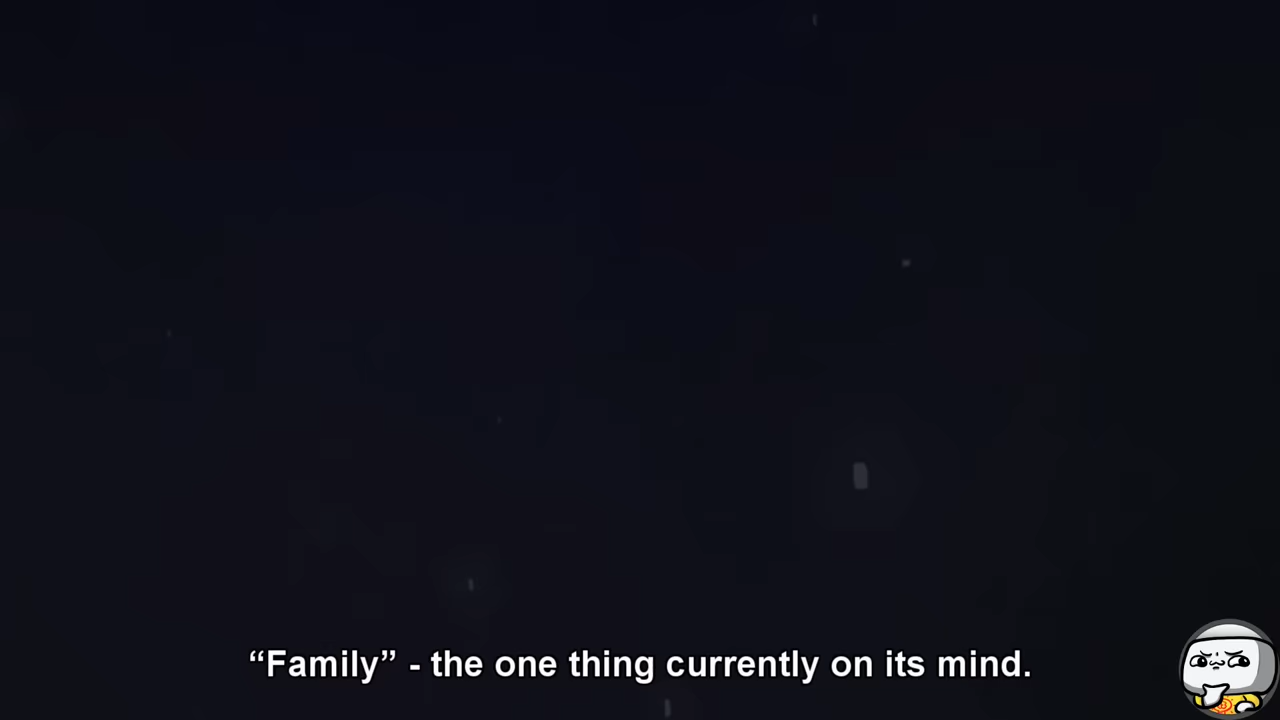 “Family” - the one thing currently on its mind.